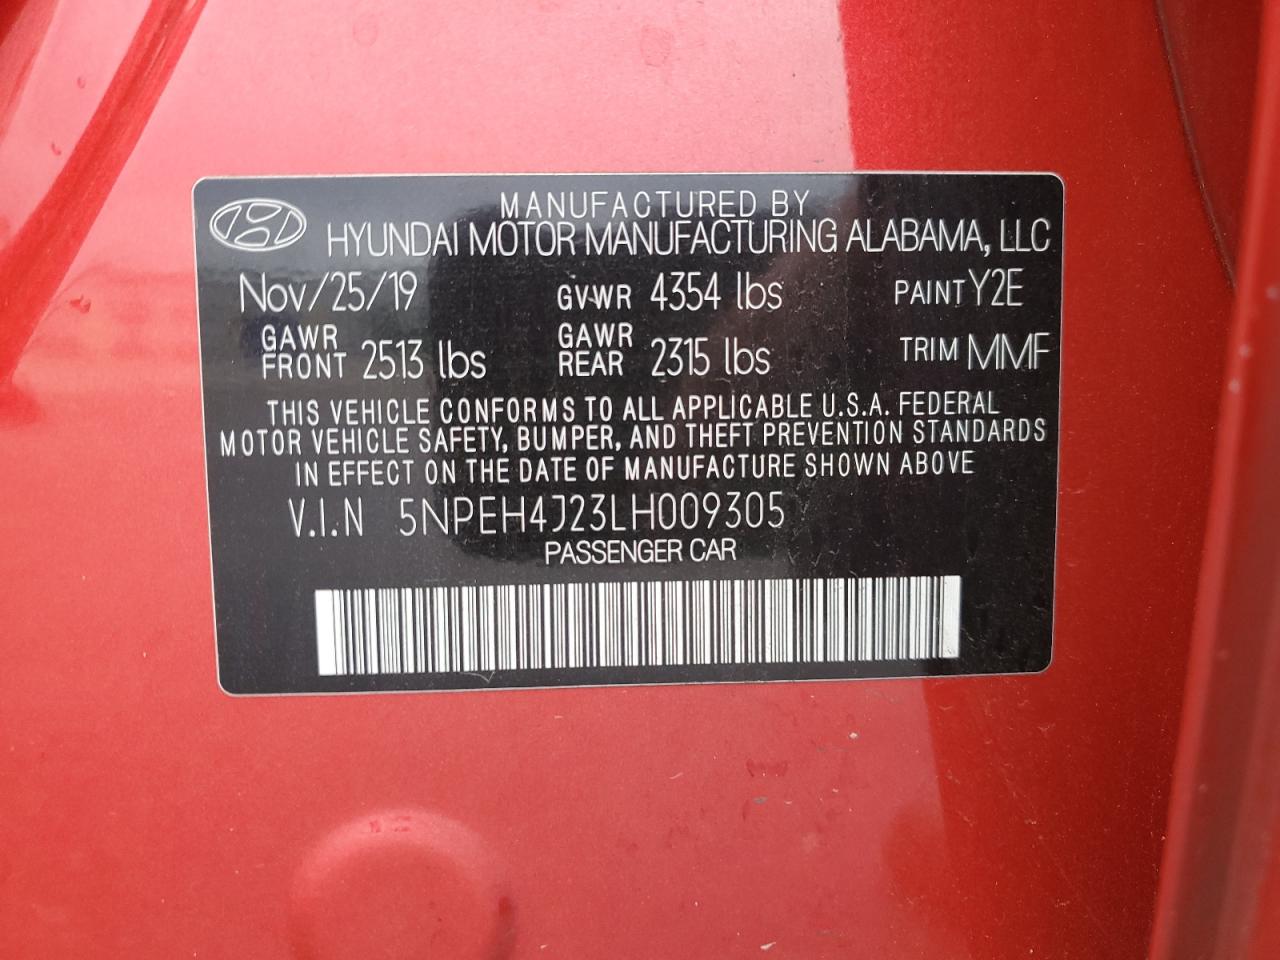 MANUFACTURED BY
HYUNDAI MOTOR MANUFACTURING ALABAMA, LLC
Nov/25/19 GVWR 4354 lbs PAINT Y2E
GAWR FRONT 2513 lbs GAWR REAR 2315 lbs TRIM MMF
THIS VEHICLE CONFORMS TO ALL APPLICABLE U.S.A. FEDERAL
MOTOR VEHICLE SAFETY, BUMPER, AND THEFT PREVENTION STANDARDS
IN EFFECT ON THE DATE OF MANUFACTURE SHOWN ABOVE
V.I.N 5NPEH4J23LH009305
PASSENGER CAR